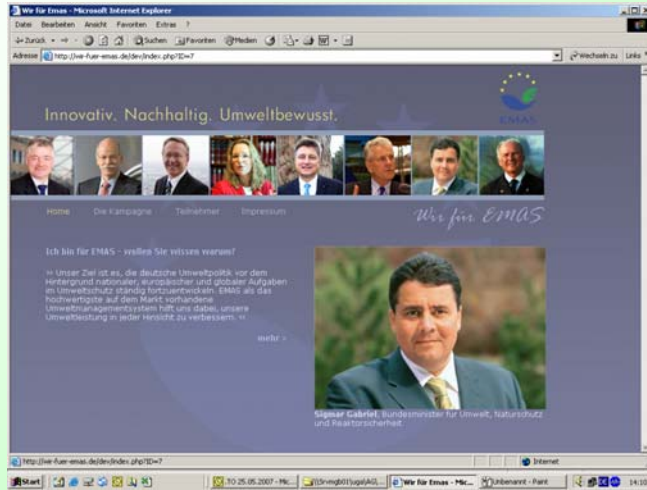 Wir für Emas - Microsoft Internet Explorer
Datei Bearbeiten Ansicht Favoriten Extras ?
Zurück Suchen Favoriten Medien
Adresse http://we-fuer-emas.de/dev/index.php?ID=7 Wechseln zu Links
EMAS
Innovativ. Nachhaltig. Umweltbewusst.
Home Die Kampagne Teilnehmer Impressum
Wir für EMAS
Ich bin für EMAS - wollen Sie wissen warum?
» Unser Ziel ist es, die deutsche Umweltpolitik vor dem
Hintergrund nationaler, europäischer und globaler Aufgaben
im Umweltschutz ständig fortzuentwickeln. EMAS als das
hochwertigste auf dem Markt vorhandene
Umweltmanagementsystem hilft uns dabei, unsere
Umweltleistung in jeder Hinsicht zu verbessern. «
mehr »
Sigmar Gabriel, Bundesminister für Umwelt, Naturschutz
und Reaktorsicherheit
http://we-fuer-emas.de/dev/index.php?ID=7 Internet
Start .TO 25.05.2007 - Mic... Wir für Emas - Mic... Unbenannt - Paint 14:10